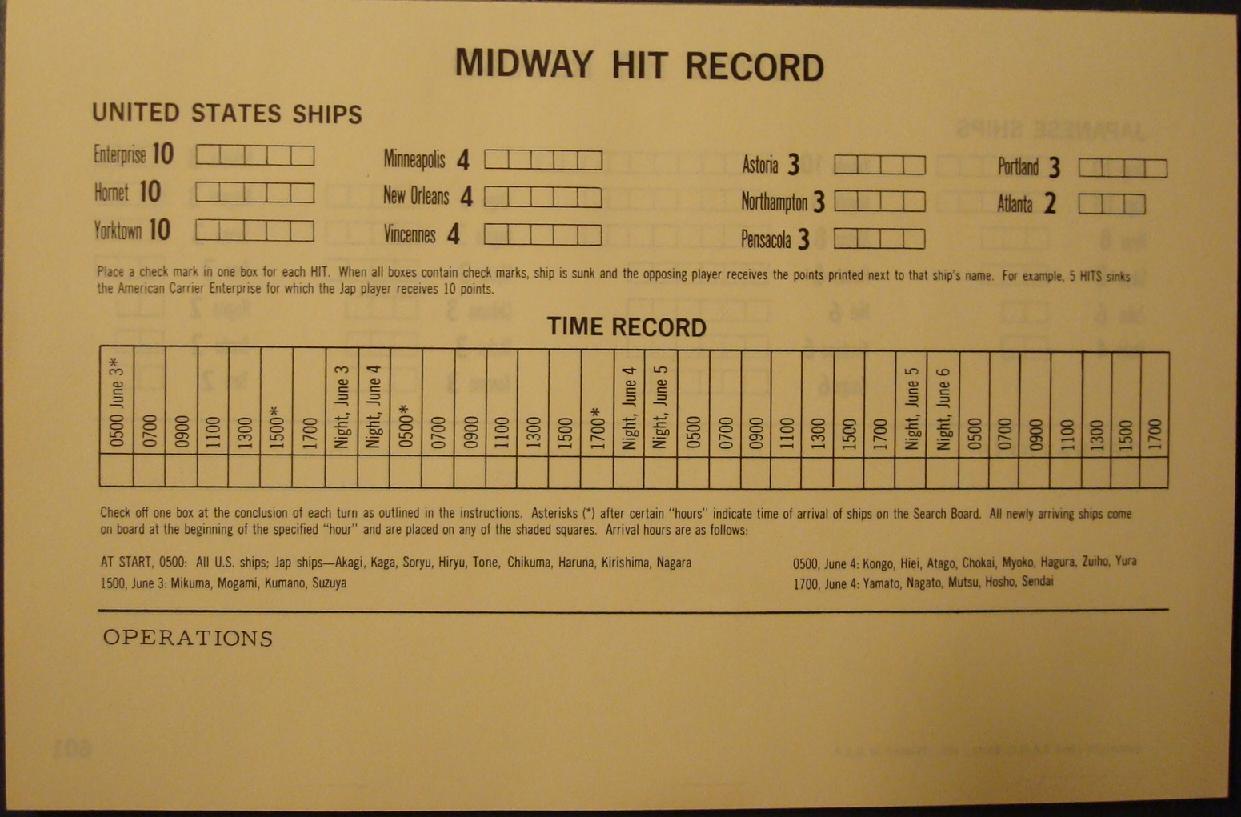 MIDWAY HIT RECORD
UNITED STATES SHIPS
Enterprise 10
Hornet 10
Yorktown 10
Minneapolis 4
New Orleans 4
Vincennes 4
Astoria 3
Northampton 3
Pensacola 3
Portland 3
Atlanta 2
Place a check mark in one box for each HIT. When all boxes contain check marks, ship is sunk and the opposing player receives the points printed next to that ship's name. For example, 5 HITS sinks
the American Carrier Enterprise for which the Jap player receives 10 points.
TIME RECORD
0500 June 3*
0700
0900
1100
1300
1500*
1700
Night, June 3
Night, June 4
0500*
0700
0900
1100
1300
1500
1700*
Night, June 4
Night, June 5
0500
0700
0900
1100
1300
1500
1700
Night, June 5
Night, June 6
0500
0700
0900
1100
1300
1500
1700
Check off one box at the conclusion of each turn as outlined in the instructions. Asterisks (*) after certain "hours" indicate time of arrival of ships on the Search Board. All newly arriving ships come
on board at the beginning of the specified "hour" and are placed on any of the shaded squares. Arrival hours are as follows:
AT START, 0500: All U.S. ships; Jap ships—Akagi, Kaga, Soryu, Hiryu, Tone, Chikuma, Haruna, Kirishima, Nagara
1500, June 3: Mikuma, Mogami, Kumano, Suzuya
0500, June 4: Kongo, Hiei, Atago, Chokai, Myoko, Hagura, Zuiho, Yura
1700, June 4: Yamato, Nagato, Mutsu, Hosho, Sendai
OPERATIONS